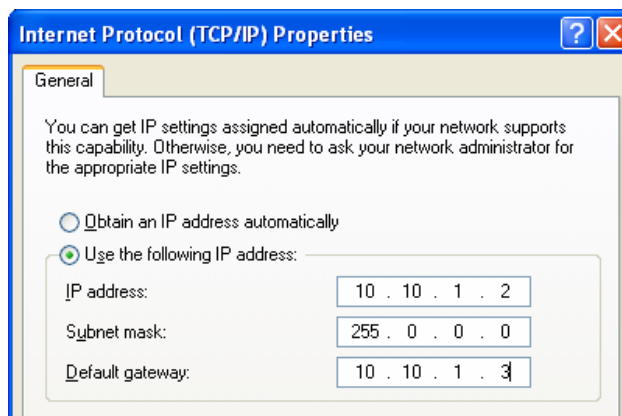 Internet Protocol (TCP/IP) Properties
General
You can get IP settings assigned automatically if your network supports
this capability. Otherwise, you need to ask your network administrator for
the appropriate IP settings.
Obtain an IP address automatically
Use the following IP address:
IP address: 10 . 10 . 1 . 2
Subnet mask: 255 . 0 . 0 . 0
Default gateway: 10 . 10 . 1 . 3